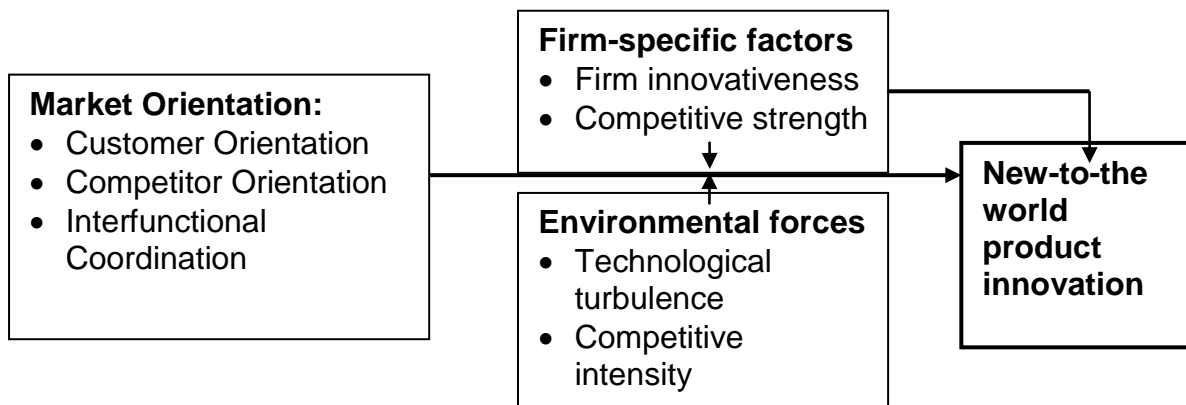 Market Orientation:
• Customer Orientation
• Competitor Orientation
• Interfunctional
Coordination
Firm-specific factors
• Firm innovativeness
• Competitive strength
Environmental forces
• Technological
turbulence
• Competitive
intensity
New-to-the
world
product
innovation